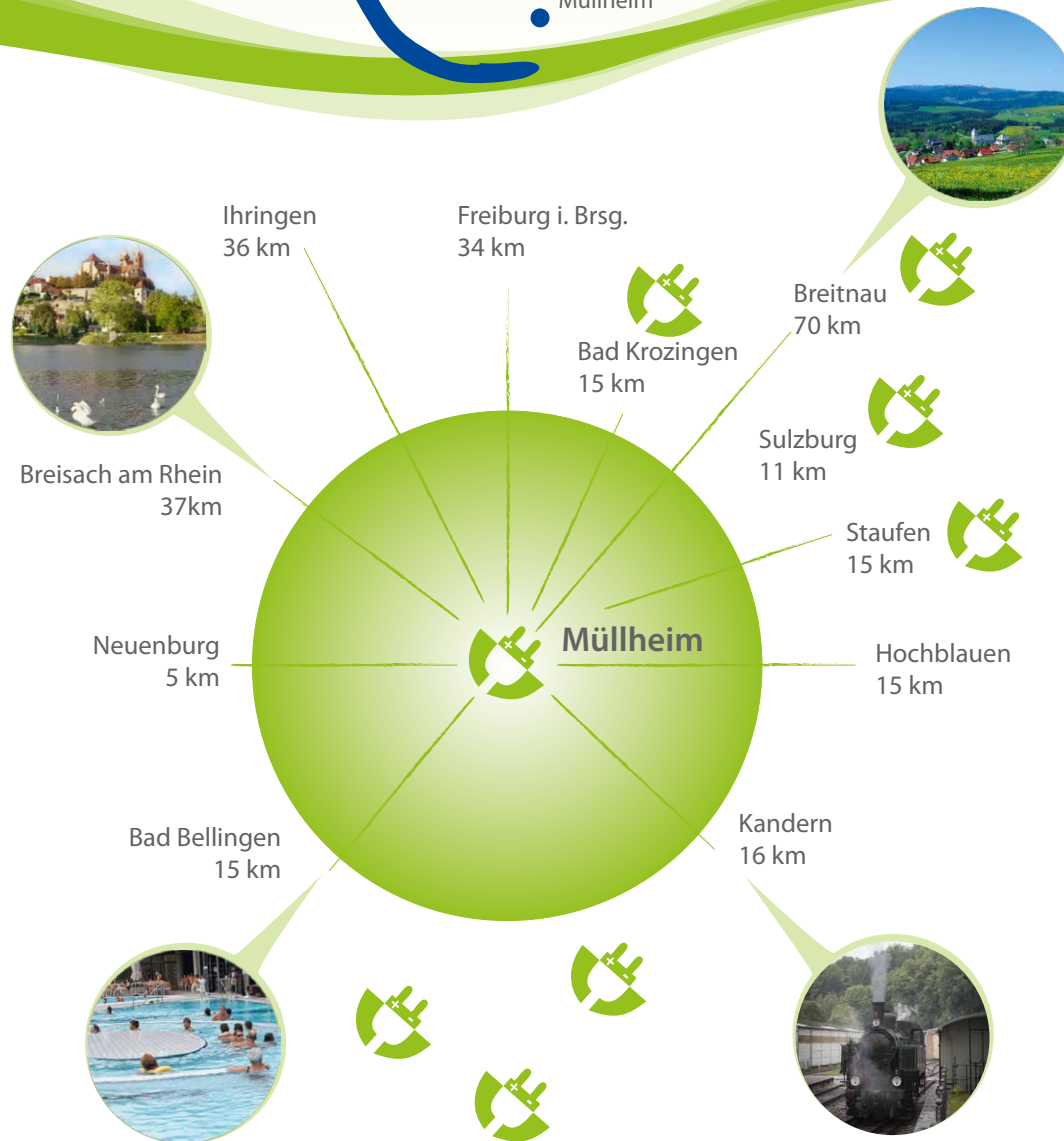 Müllheim
Ihringen
36 km
Freiburg i. Brsg.
34 km
Breitnau
70 km
Bad Krozingen
15 km
Sulzburg
11 km
Breisach am Rhein
37km
Staufen
15 km
Müllheim
Neuenburg
5 km
Hochblauen
15 km
Bad Bellingen
15 km
Kandern
16 km